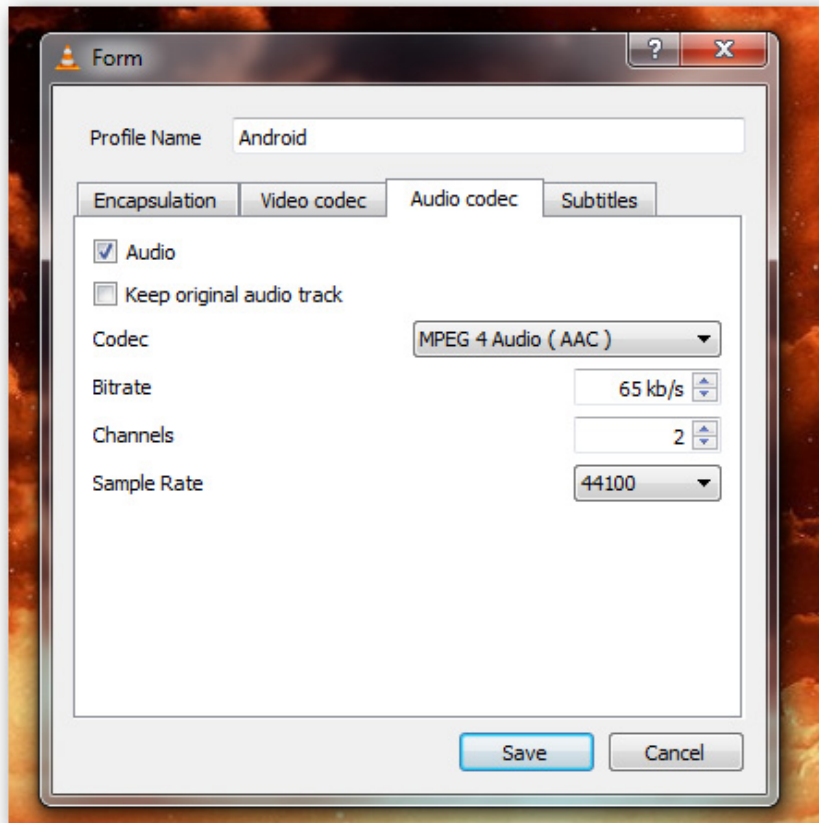 Form
Profile Name Android
Encapsulation Video codec Audio codec Subtitles
Audio
Keep original audio track
Codec MPEG 4 Audio ( AAC )
Bitrate 65 kb/s
Channels 2
Sample Rate 44100
Save Cancel